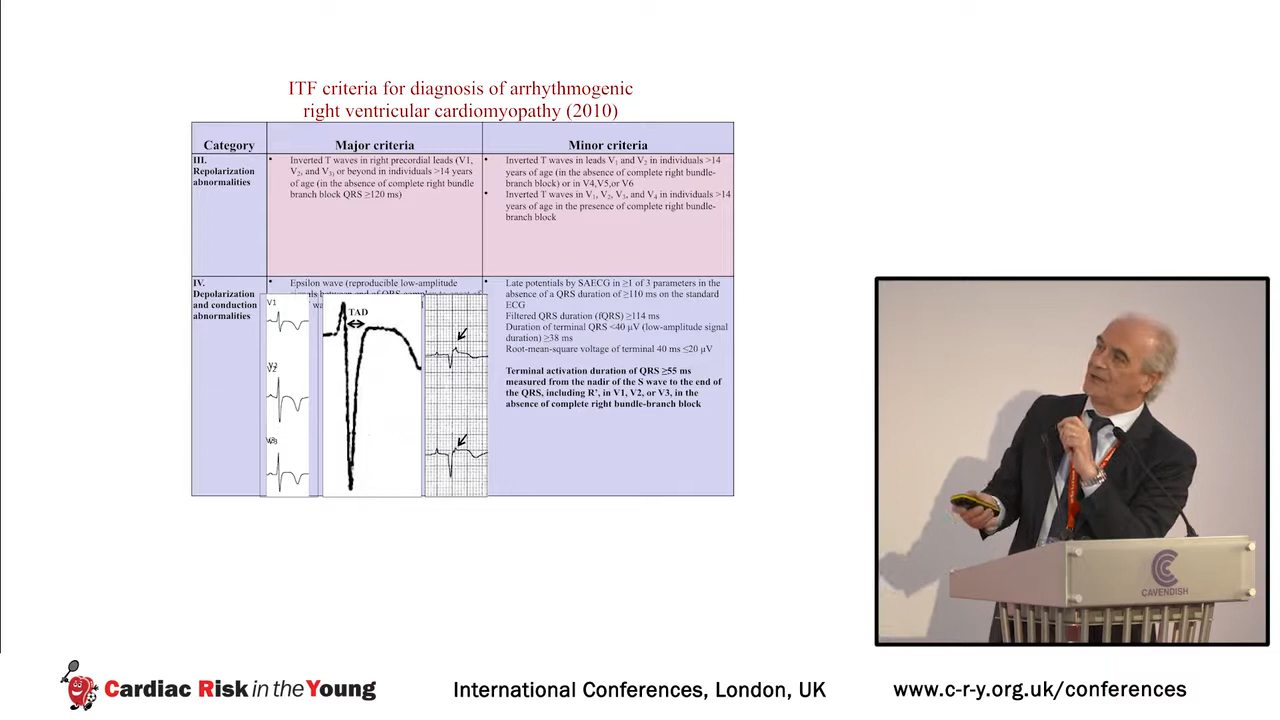 ITF criteria for diagnosis of arrhythmogenic
right ventricular cardiomyopathy (2010)
Category
Major criteria
Minor criteria
III.
Repolarization
abnormalities
• Inverted T waves in right precordial leads (V1,
V2, and V3) or beyond in individuals >14 years
of age (in the absence of complete right bundle
branch block QRS ≥120 ms)
• Inverted T waves in leads V1 and V2 in individuals >14
years of age (in the absence of complete right bundle-
branch block) or in V4,V5,or V6
• Inverted T waves in V1, V2, V3, and V4 in individuals >14
years of age in the presence of complete right bundle-
branch block
IV.
Depolarization
and conduction
abnormalities
• Epsilon wave (reproducible low-amplitude
V1
V3
TAD
• Late potentials by SAECG in ≥1 of 3 parameters in the
absence of a QRS duration of ≥110 ms on the standard
ECG
Filtered QRS duration (fQRS) ≥114 ms
Duration of terminal QRS <40 μV (low-amplitude signal
duration) ≥38 ms
Root-mean-square voltage of terminal 40 ms ≤20 μV
Terminal activation duration of QRS ≥55 ms
measured from the nadir of the S wave to the end of
the QRS, including R’, in V1, V2, or V3, in the
absence of complete right bundle-branch block
CAVENDISH
Cardiac Risk in the Young
International Conferences, London, UK
www.c-r-y.org.uk/conferences